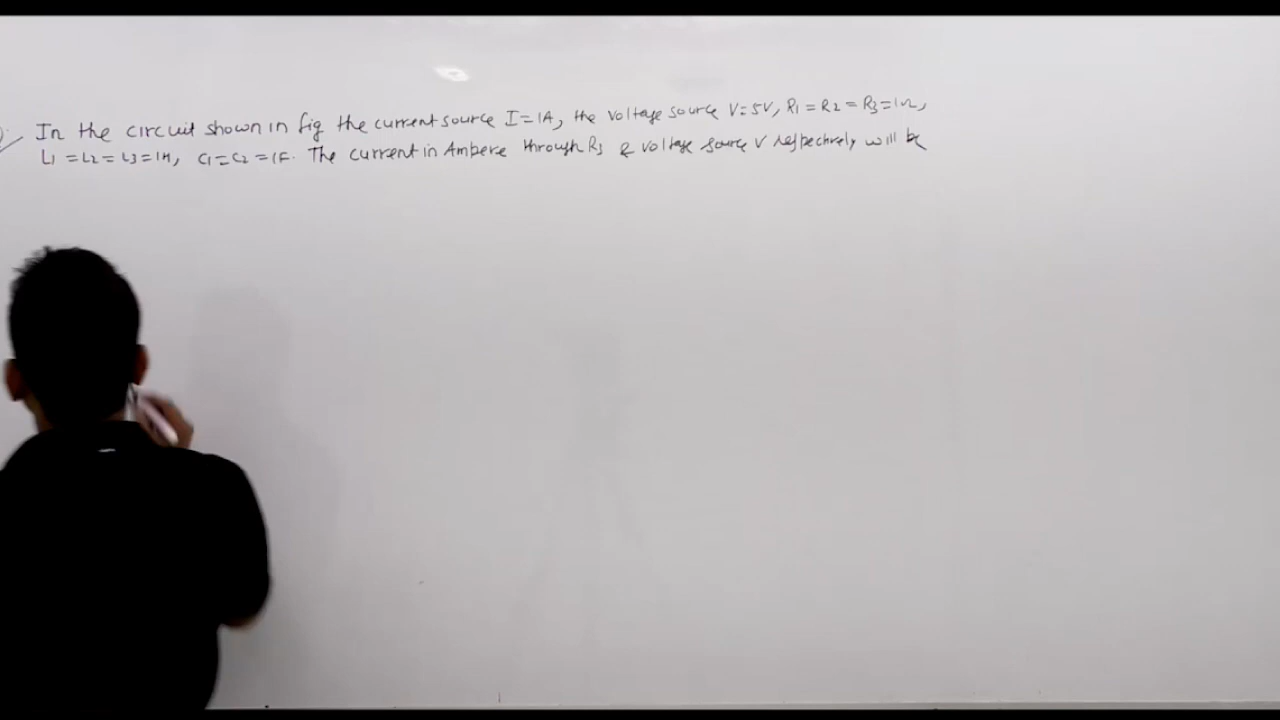 In the circuit shown in fig the current source I=1A, the voltage source V=5V, R1=R2=R3=1Ω,
L1=L2=L3=1H, C1=C2=1F. The current in Ampere through R3 & voltage source V respectively will be